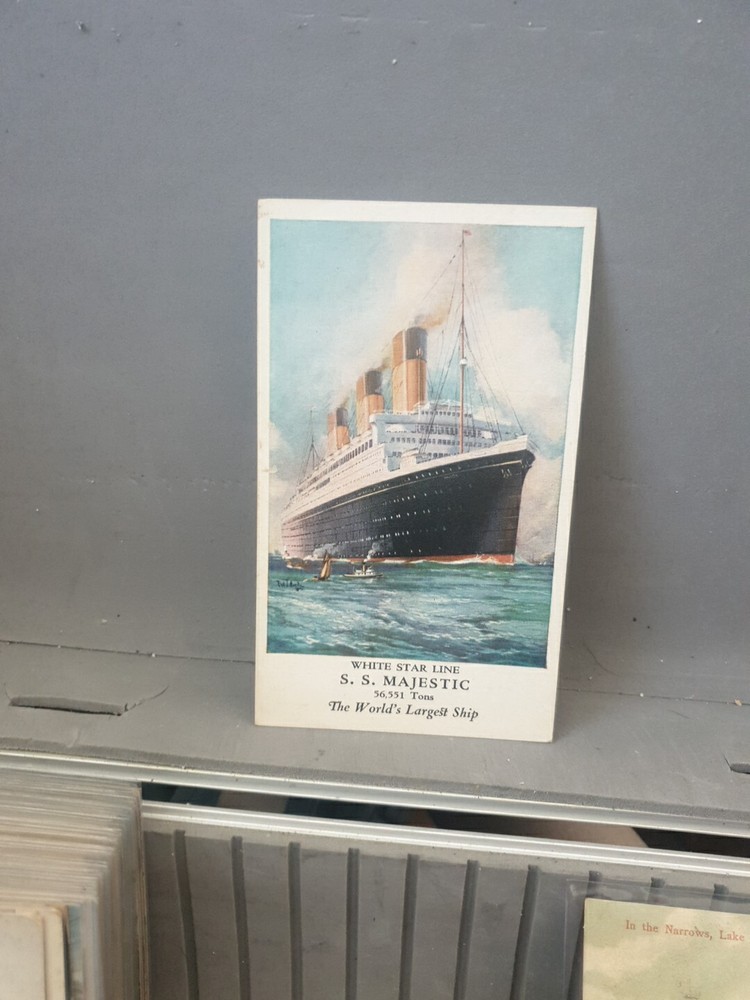 WHITE STAR LINE
S. S. MAJESTIC
56,551 Tons
The World's Largest Ship
In the Narrows, Lake